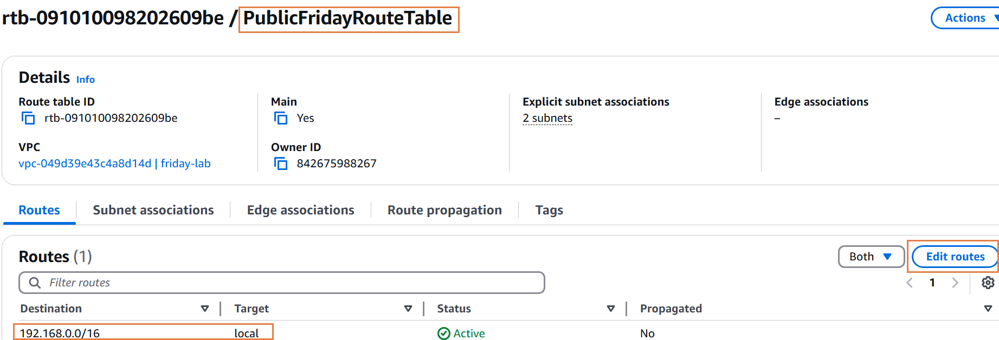 rtb-091010098202609be / PublicFridayRouteTable
Actions
Details Info
Route table ID
rtb-091010098202609be
Main
Yes
Explicit subnet associations
2 subnets
Edge associations
–
VPC
vpc-049d39e43c4a8d14d | friday-lab
Owner ID
842675988267
Routes Subnet associations Edge associations Route propagation Tags
Routes (1)
Both Edit routes
Filter routes
1
Destination Target Status Propagated
192.168.0.0/16 local Active No